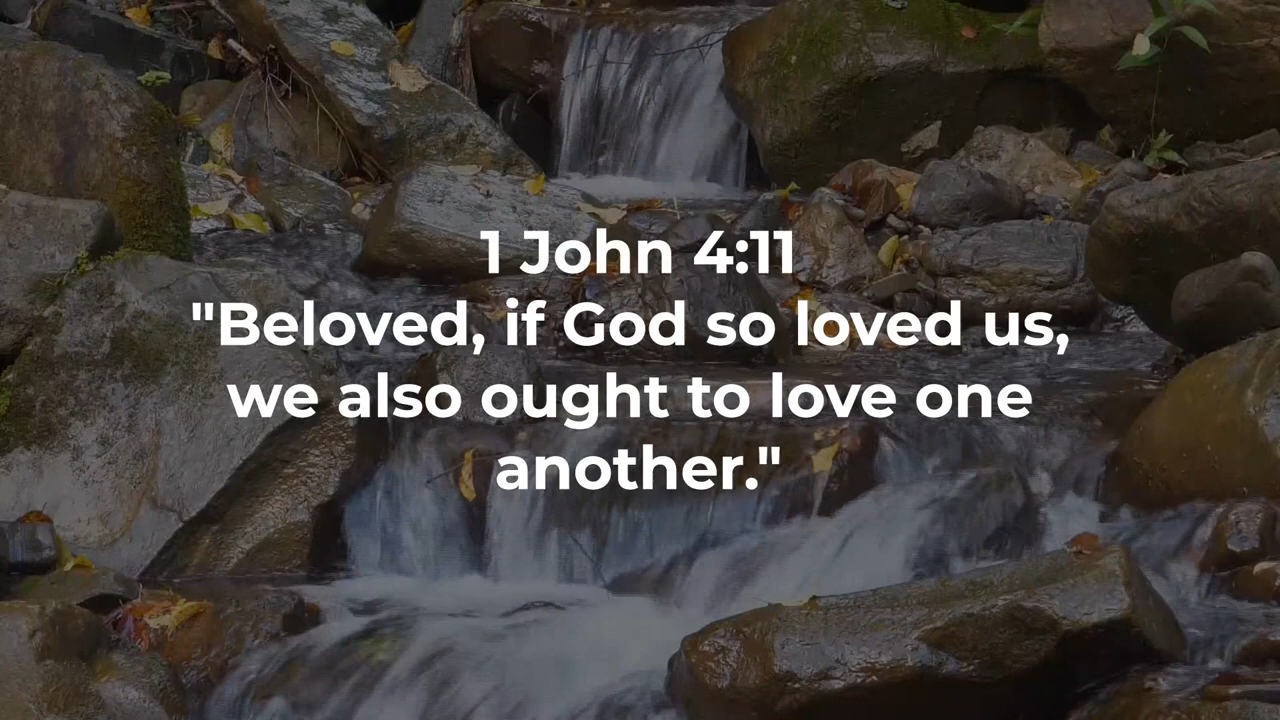 1 John 4:11
"Beloved, if God so loved us,
we also ought to love one
another."